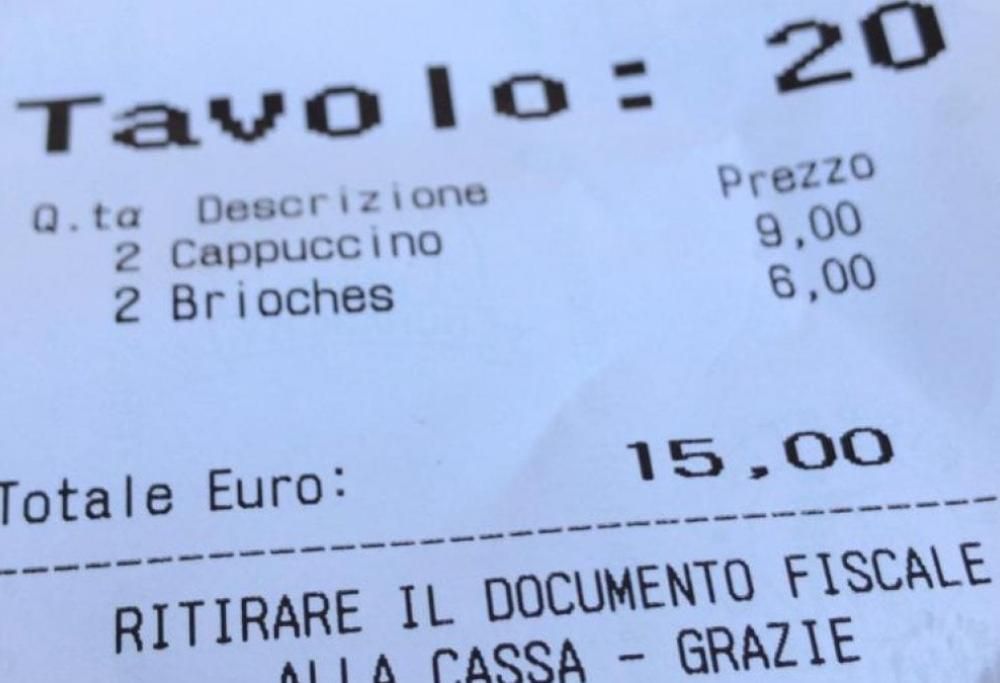 Tavolo: 20
Q.ta Descrizione Prezzo
2 Cappuccino 9,00
2 Brioches 6,00
Totale Euro: 15,00
RITIRARE IL DOCUMENTO FISCALE
ALLA CASSA - GRAZIE